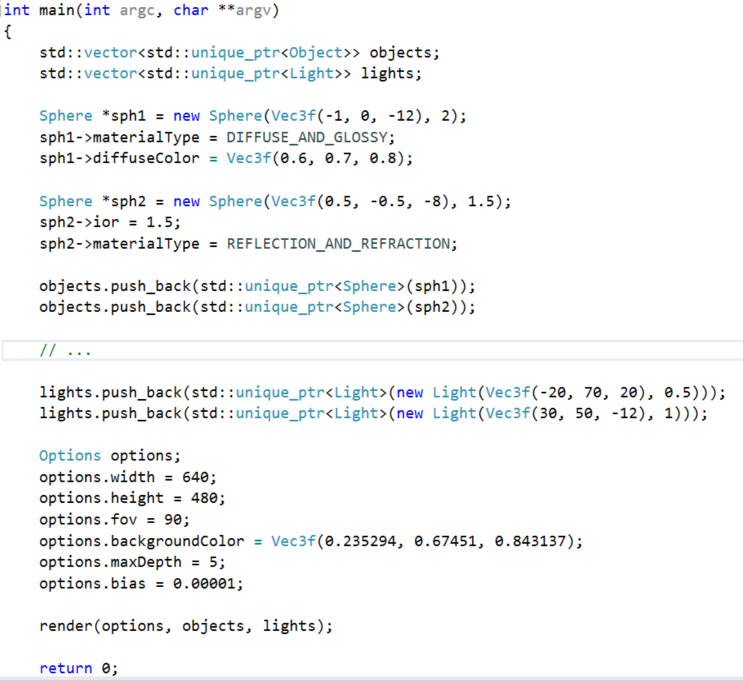 int main(int argc, char **argv)
{
    std::vector<std::unique_ptr<Object>> objects;
    std::vector<std::unique_ptr<Light>> lights;

    Sphere *sph1 = new Sphere(Vec3f(-1, 0, -12), 2);
    sph1->materialType = DIFFUSE_AND_GLOSSY;
    sph1->diffuseColor = Vec3f(0.6, 0.7, 0.8);

    Sphere *sph2 = new Sphere(Vec3f(0.5, -0.5, -8), 1.5);
    sph2->ior = 1.5;
    sph2->materialType = REFLECTION_AND_REFRACTION;

    objects.push_back(std::unique_ptr<Sphere>(sph1));
    objects.push_back(std::unique_ptr<Sphere>(sph2));

    // ...

    lights.push_back(std::unique_ptr<Light>(new Light(Vec3f(-20, 70, 20), 0.5)));
    lights.push_back(std::unique_ptr<Light>(new Light(Vec3f(30, 50, -12), 1)));

    Options options;
    options.width = 640;
    options.height = 480;
    options.fov = 90;
    options.backgroundColor = Vec3f(0.235294, 0.67451, 0.843137);
    options.maxDepth = 5;
    options.bias = 0.00001;

    render(options, objects, lights);

    return 0;